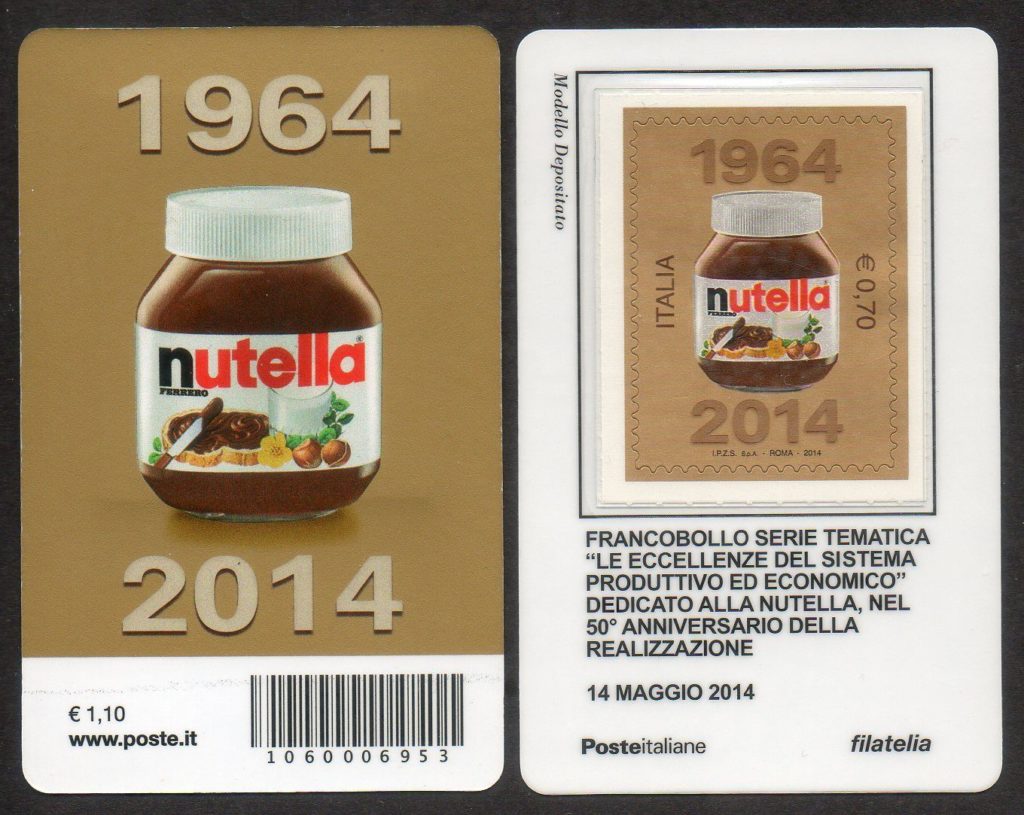 1964
nutella®
FERRERO
2014
€ 1,10
www.poste.it
1060006953
Modello Depositato
1964
ITALIA
€ 0,70
nutella
FERRERO
2014
I.P.Z.S. S.p.A. - ROMA - 2014
FRANCOBOLLO SERIE TEMATICA
“LE ECCELLENZE DEL SISTEMA
PRODUTTIVO ED ECONOMICO”
DEDICATO ALLA NUTELLA, NEL
50° ANNIVERSARIO DELLA
REALIZZAZIONE
14 MAGGIO 2014
Posteitaliane
filatelia